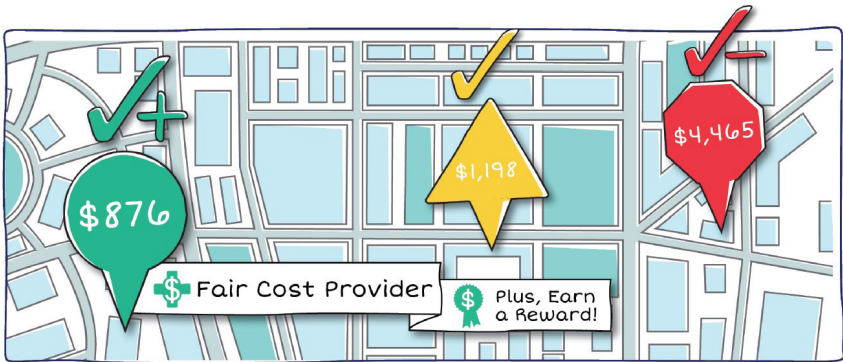 $876
$1,198
$4,465
$ Fair Cost Provider
$ Plus, Earn
a Reward!